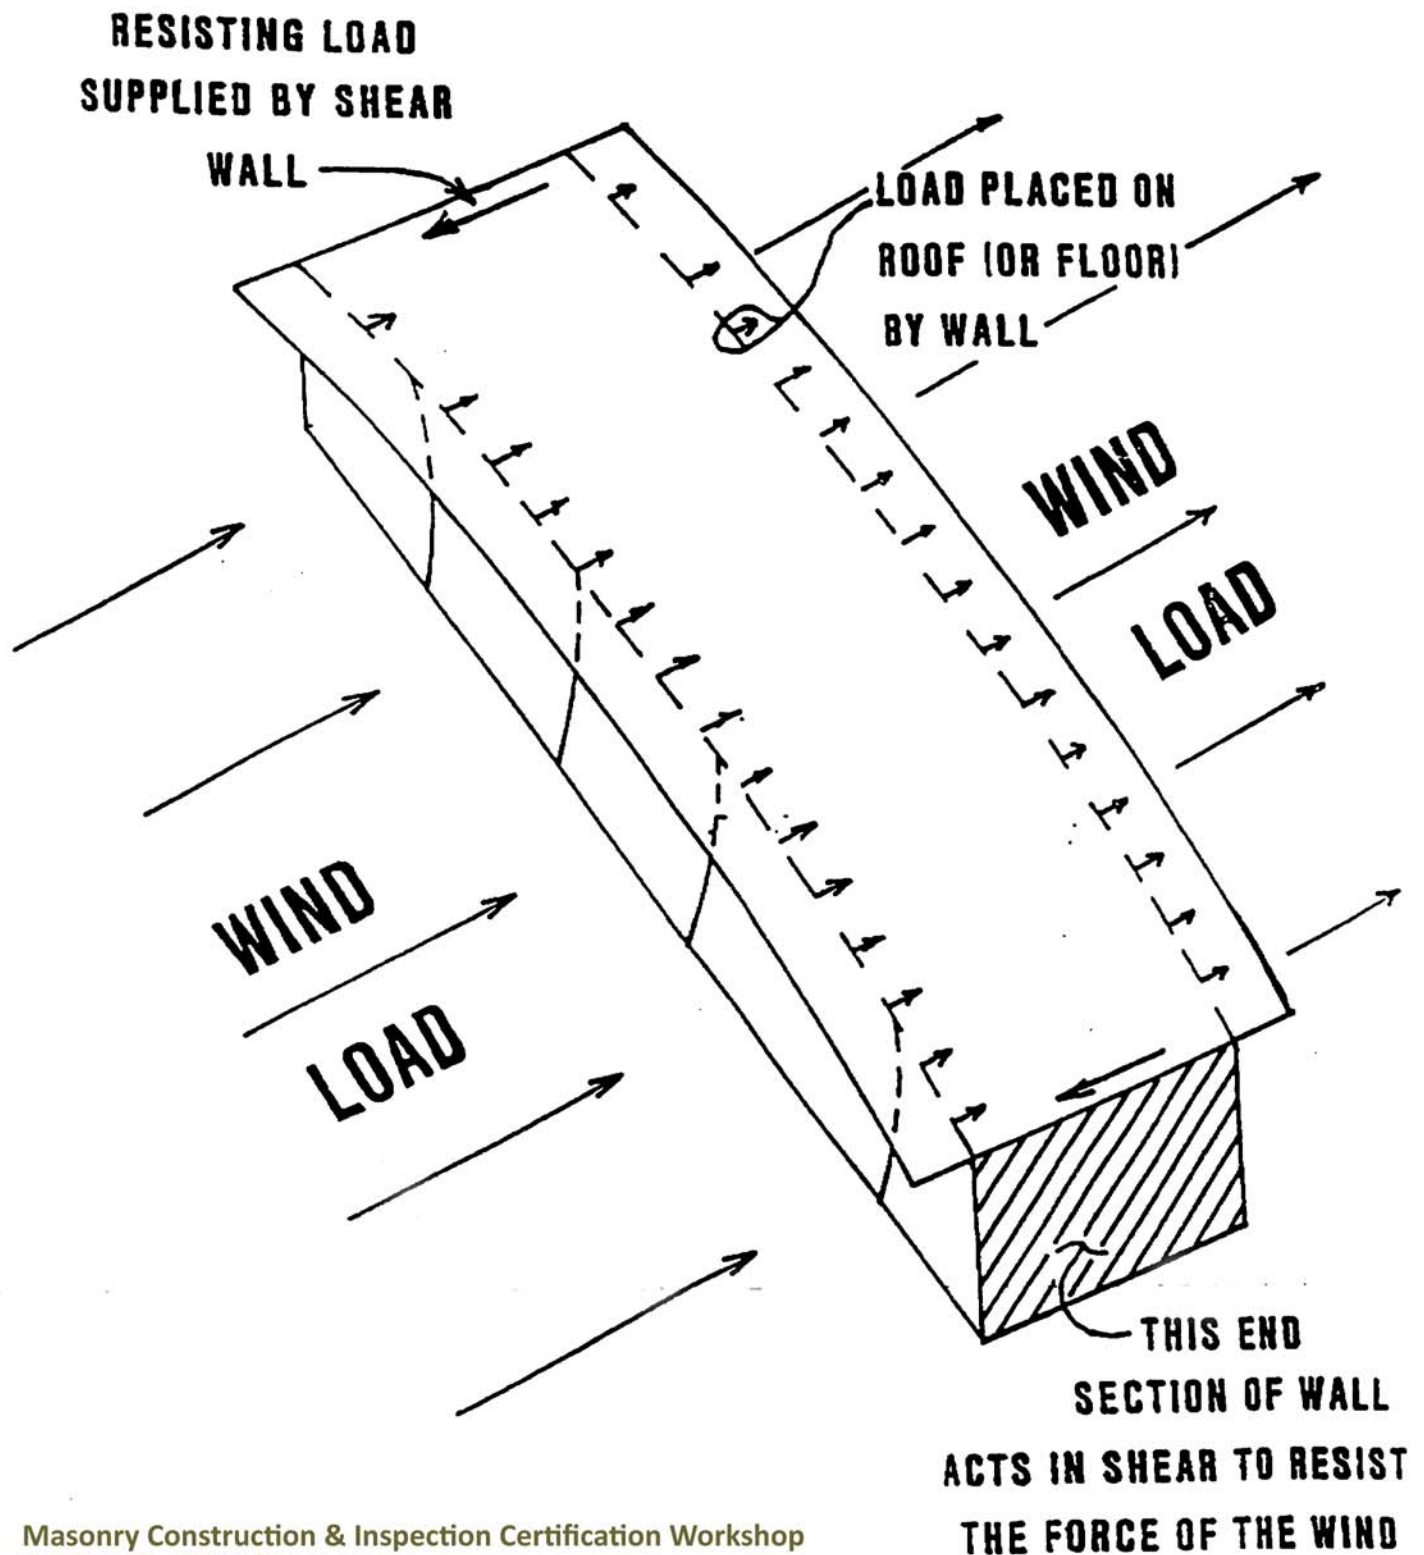 RESISTING LOAD
SUPPLIED BY SHEAR
WALL
LOAD PLACED ON
ROOF (OR FLOOR)
BY WALL
WIND
LOAD
WIND
LOAD
THIS END
SECTION OF WALL
ACTS IN SHEAR TO RESIST
THE FORCE OF THE WIND
Masonry Construction & Inspection Certification Workshop